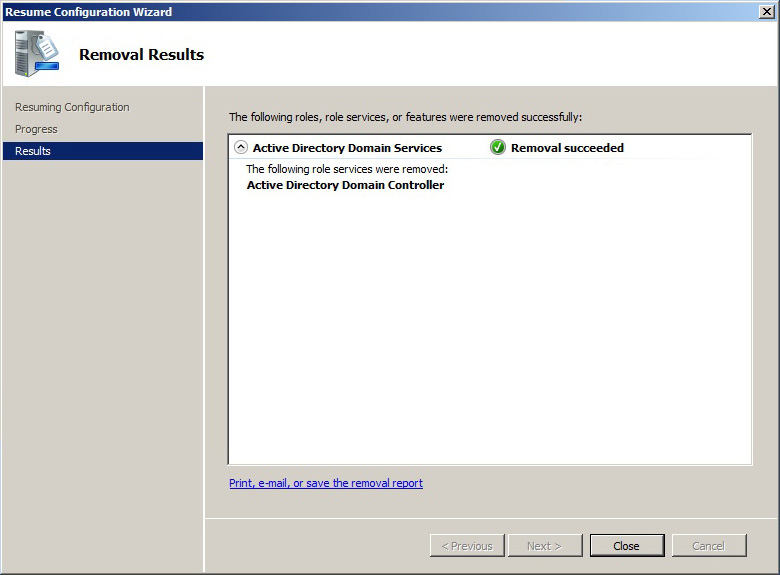 Resume Configuration Wizard
Removal Results
Resuming Configuration
Progress
Results
The following roles, role services, or features were removed successfully:
Active Directory Domain Services Removal succeeded
The following role services were removed:
Active Directory Domain Controller
Print, e-mail, or save the removal report
< Previous Next > Close Cancel